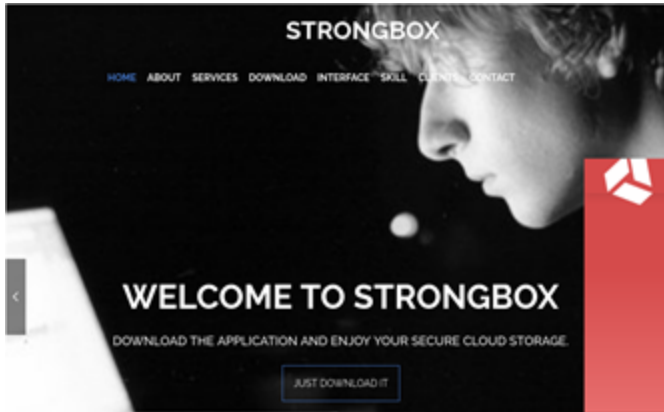 STRONGBOX
HOME ABOUT SERVICES DOWNLOAD INTERFACE SKILL CLIENTS CONTACT
WELCOME TO STRONGBOX
DOWNLOAD THE APPLICATION AND ENJOY YOUR SECURE CLOUD STORAGE.
JUST DOWNLOAD IT